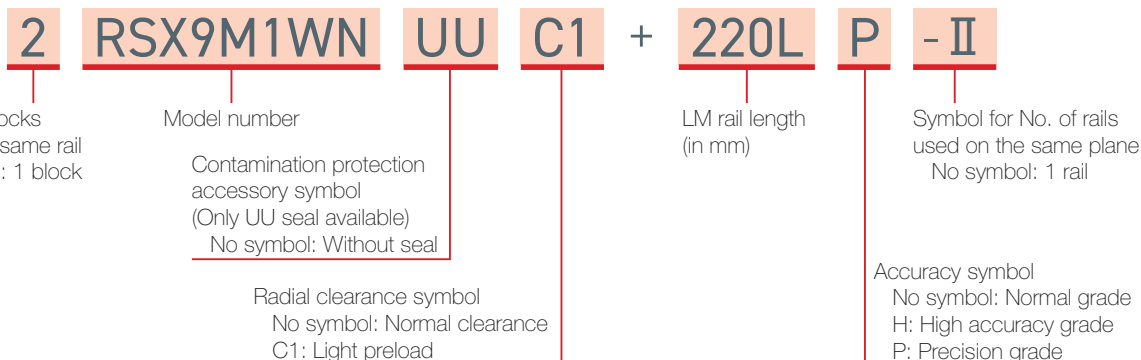 2 RSX9M1WN UU C1 + 220L P -Ⅱ
same rail
: 1 block
Model number
Contamination protection
accessory symbol
(Only UU seal available)
No symbol: Without seal
Radial clearance symbol
No symbol: Normal clearance
C1: Light preload
LM rail length
(in mm)
Symbol for No. of rails
used on the same plane
No symbol: 1 rail
Accuracy symbol
No symbol: Normal grade
H: High accuracy grade
P: Precision grade